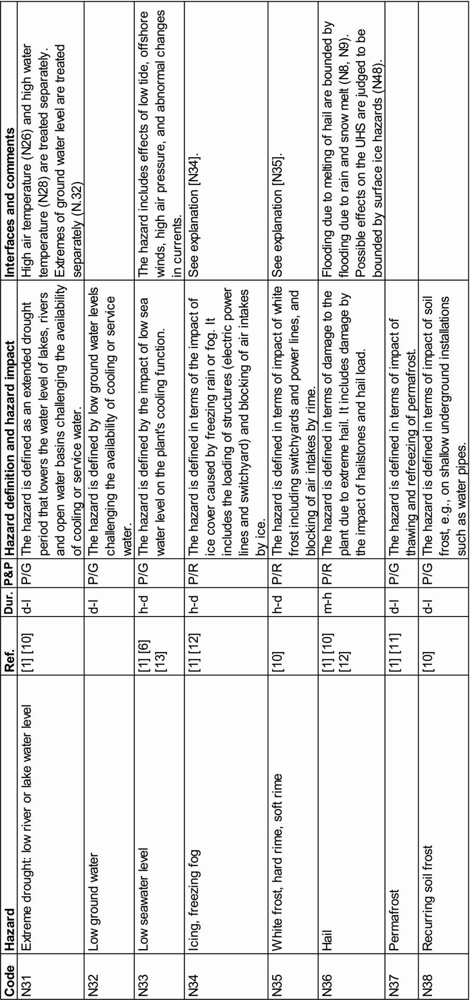 Code Hazard Ref. Dur. P&P Hazard definition and hazard impact Interfaces and comments
N31 Extreme drought: low river or lake water level [1] [10] d-l P/G The hazard is defined as an extended drought High air temperature (N26) and high water
period that lowers the water level of lakes, rivers temperature (N28) are treated separately.
and open water basins challenging the availability Extremes of ground water level are treated
of cooling or service water. separately (N.32)
N32 Low ground water d-l P/G The hazard is defined by low ground water levels
challenging the availability of cooling or service
water.
N33 Low seawater level [1] [6] h-d P/G The hazard is defined by the impact of low sea The hazard includes effects of low tide, offshore
[13] water level on the plant's cooling function. winds, high air pressure, and abnormal changes
in currents.
N34 Icing, freezing fog [1] [12] h-d P/R The hazard is defined in terms of the impact of See explanation [N34].
ice cover caused by freezing rain or fog. It
includes the loading of structures (electric power
lines and switchyard) and blocking of air intakes
by ice.
N35 White frost, hard rime, soft rime [10] h-d P/R The hazard is defined in terms of impact of white See explanation [N35].
frost including switchyards and power lines, and
blocking of air intakes by rime.
N36 Hail [1] [10] m-h P/R The hazard is defined in terms of damage to the Flooding due to melting of hail are bounded by
[12] plant due to extreme hail. It includes damage by flooding due to rain and snow melt (N8, N9).
the impact of hailstones and hail load. Possible effects on the UHS are judged to be
bounded by surface ice hazards (N48).
N37 Permafrost [1] [11] d-l P/G The hazard is defined in terms of impact of
thawing and refreezing of permafrost.
N38 Recurring soil frost [10] d-l P/G The hazard is defined in terms of impact of soil
frost, e.g., on shallow underground installations
such as water pipes.